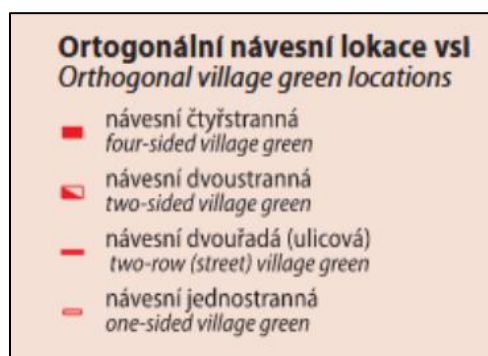 Ortogonální návesní lokace vsí
Orthogonal village green locations
návesní čtyřstranná
four-sided village green
návesní dvoustranná
two-sided village green
návesní dvouřadá (ulicová)
two-row (street) village green
návesní jednostranná
one-sided village green